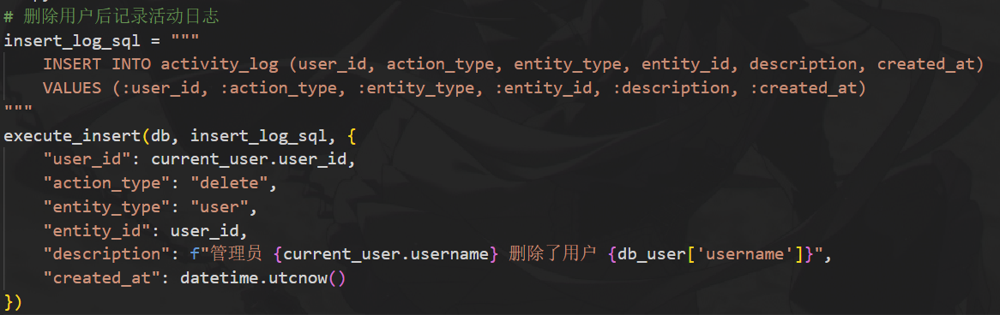 # 删除用户后记录活动日志
insert_log_sql = """
    INSERT INTO activity_log (user_id, action_type, entity_type, entity_id, description, created_at)
    VALUES (:user_id, :action_type, :entity_type, :entity_id, :description, :created_at)
"""
execute_insert(db, insert_log_sql, {
    "user_id": current_user.user_id,
    "action_type": "delete",
    "entity_type": "user",
    "entity_id": user_id,
    "description": f"管理员 {current_user.username} 删除了用户 {db_user['username']}",
    "created_at": datetime.utcnow()
})